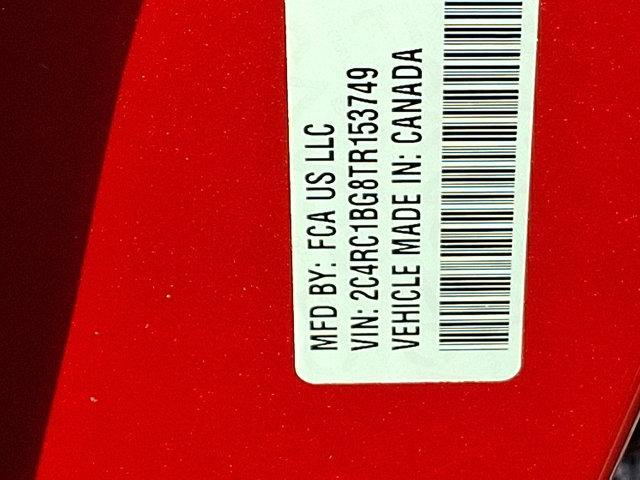 MFD BY: FCA US LLC
VIN: 2C4RC1BG8TR153749
VEHICLE MADE IN: CANADA